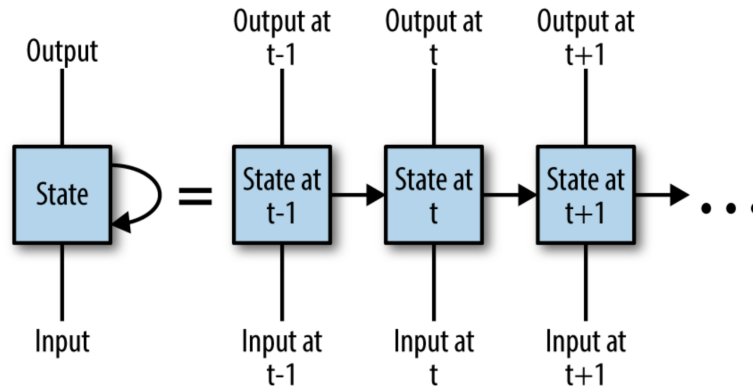 Output
State
Input
=
Output at
t-1
State at
t-1
Input at
t-1
Output at
t
State at
t
Input at
t
Output at
t+1
State at
t+1
Input at
t+1
...